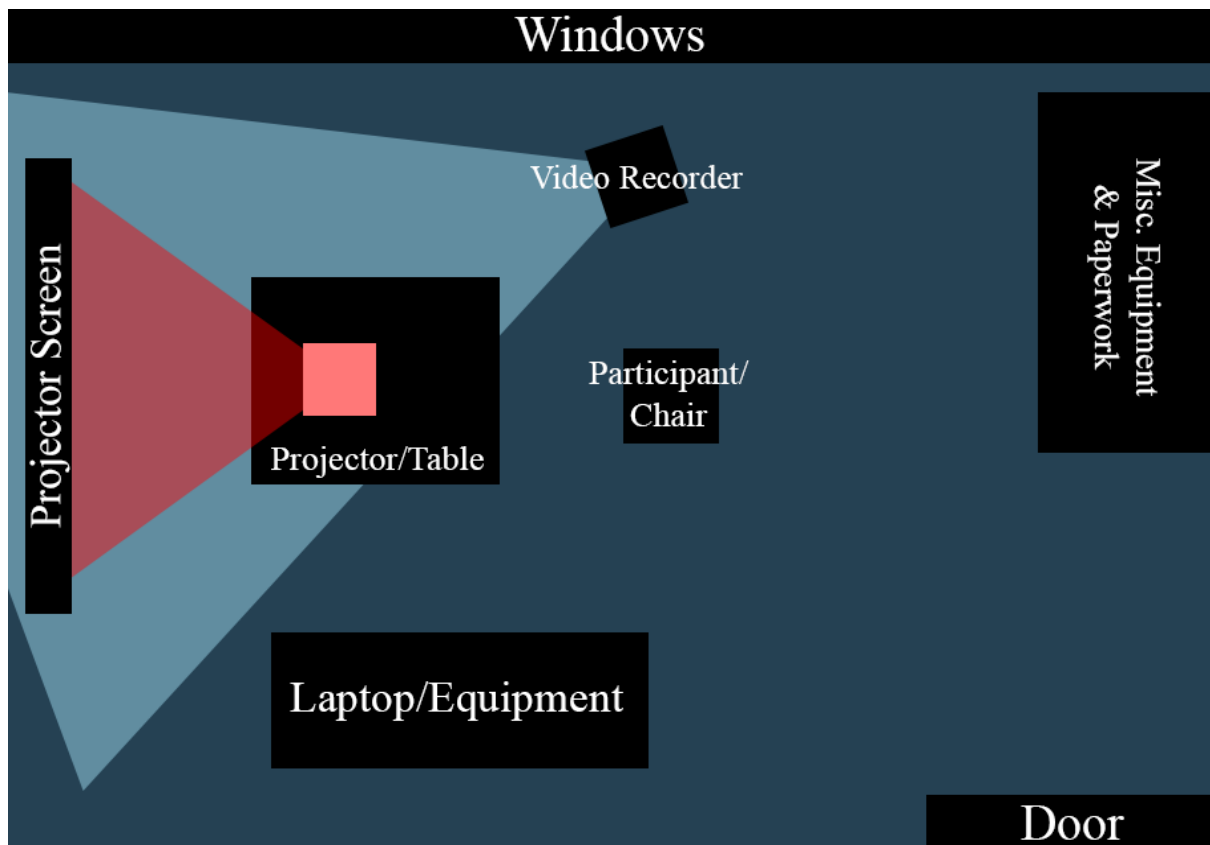 Windows
Video Recorder
Misc. Equipment
& Paperwork
Projector Screen
Participant/
Chair
Projector/Table
Laptop/Equipment
Door